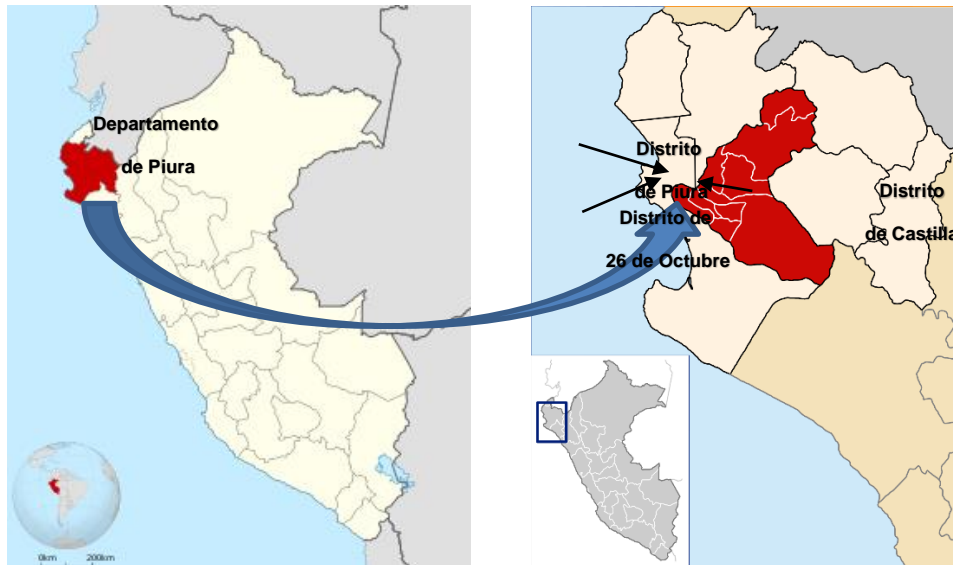 Departamento
de Piura
0km 200km
Distrito
de Piura
Distrito de
26 de Octubre
Distrito
de Castilla